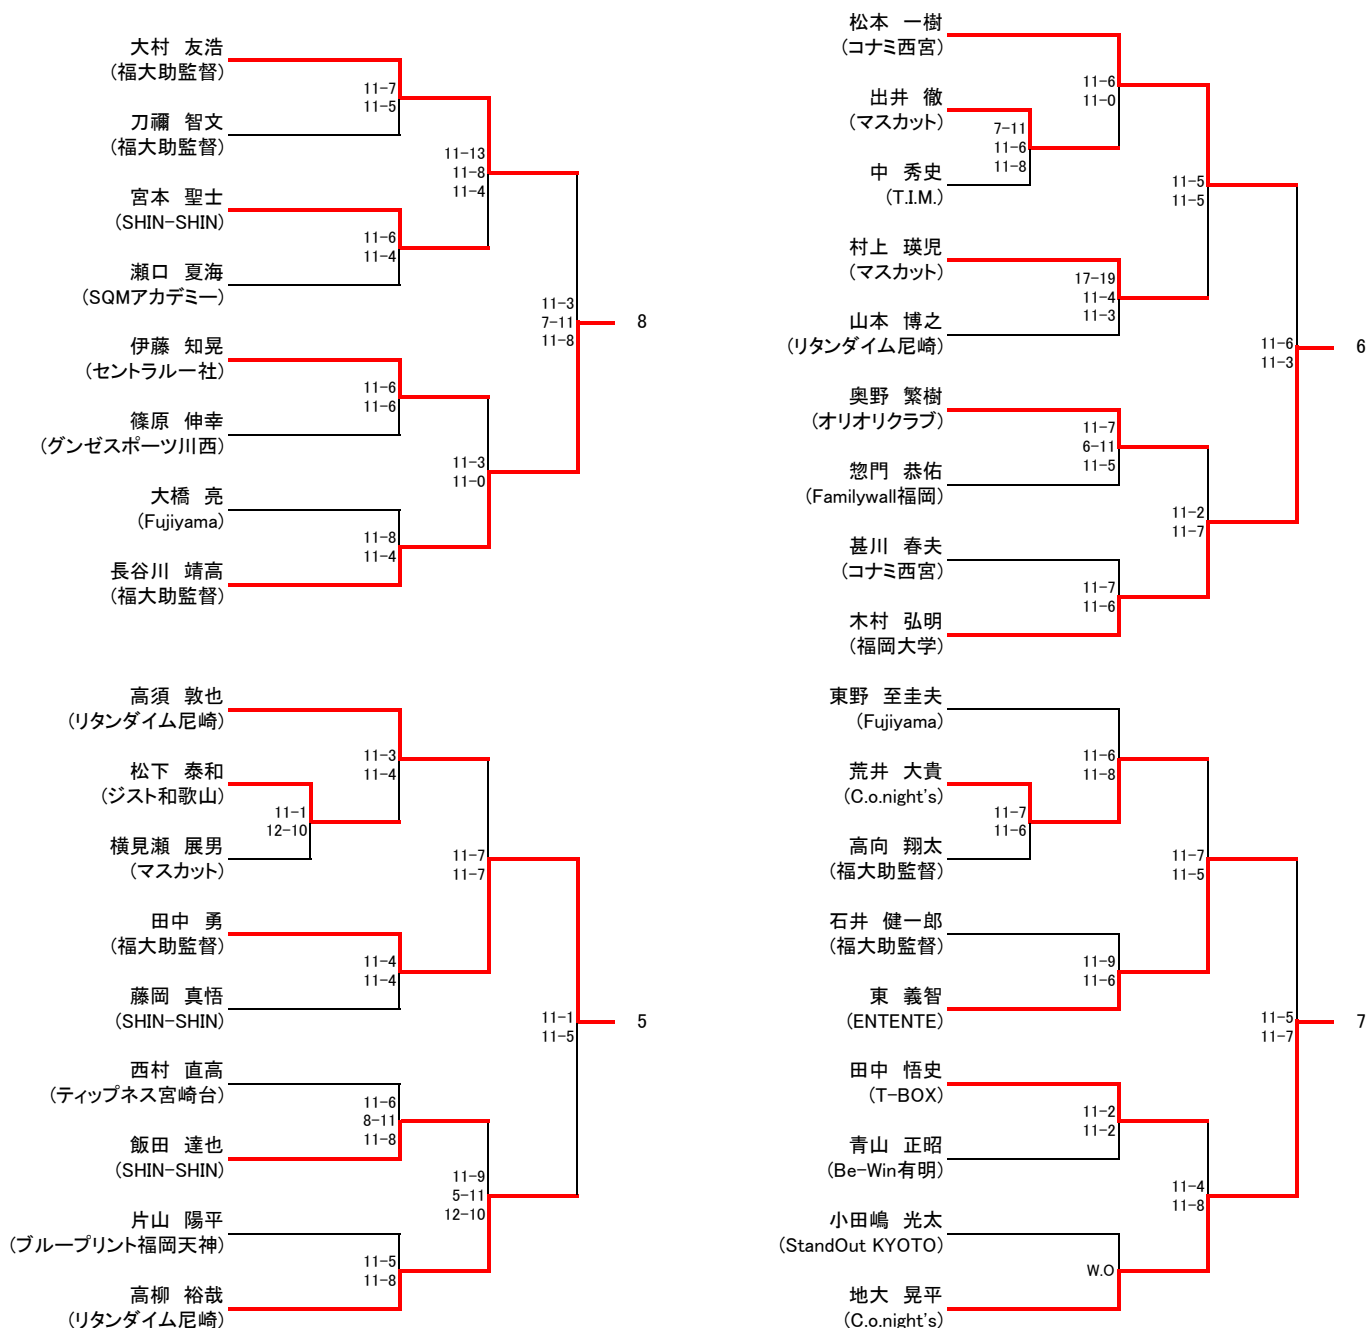 大村 友浩
(福大助監督)
11-7
11-5
刀禰 智文
(福大助監督)
11-13
11-8
11-4
宮本 聖士
(SHIN-SHIN)
11-6
11-4
瀬口 夏海
(SQMアカデミー)
11-3
7-11
11-8
8
伊藤 知晃
(セントラル一社)
11-6
11-6
篠原 伸幸
(グンゼスポーツ川西)
11-3
11-0
大橋 亮
(Fujiyama)
11-8
11-4
長谷川 靖高
(福大助監督)
松本 一樹
(コナミ西宮)
11-6
11-0
出井 徹
(マスカット)
7-11
11-6
11-8
中 秀史
(T.I.M.)
11-5
11-5
村上 瑛児
(マスカット)
17-19
11-4
11-3
山本 博之
(リタンダイム尼崎)
11-6
11-3
6
奥野 繁樹
(オリオリクラブ)
11-7
6-11
11-5
惣門 恭佑
(Familywall福岡)
11-2
11-7
甚川 春夫
(コナミ西宮)
11-7
11-6
木村 弘明
(福岡大学)
高須 敦也
(リタンダイム尼崎)
11-3
11-4
松下 泰和
(ジスト和歌山)
11-1
12-10
横見瀬 展男
(マスカット)
11-7
11-7
田中 勇
(福大助監督)
11-4
11-4
藤岡 真悟
(SHIN-SHIN)
11-1
11-5
5
西村 直高
(ティップネス宮崎台)
11-6
8-11
11-8
飯田 達也
(SHIN-SHIN)
11-9
5-11
12-10
片山 陽平
(ブループリント福岡天神)
11-5
11-8
高柳 裕哉
(リタンダイム尼崎)
東野 至圭夫
(Fujiyama)
11-6
11-8
荒井 大貴
(C.o.night's)
11-7
11-6
高向 翔太
(福大助監督)
11-7
11-5
石井 健一郎
(福大助監督)
11-9
11-6
東 義智
(ENTENTE)
11-5
11-7
7
田中 悟史
(T-BOX)
11-2
11-2
青山 正昭
(Be-Win有明)
11-4
11-8
小田嶋 光太
(StandOut KYOTO)
W.O
地大 晃平
(C.o.night's)